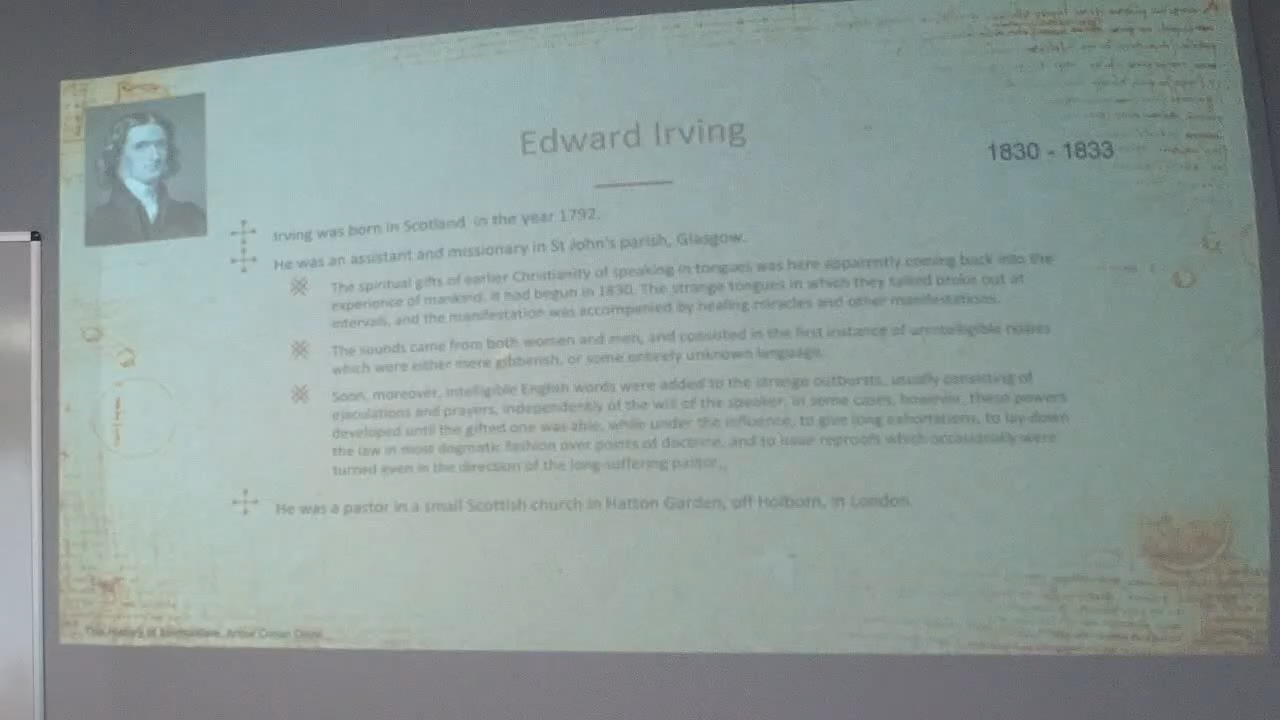 Edward Irving
1830 - 1833
Irving was born in Scotland in the year 1792.
He was an assistant and missionary in St John's parish, Glasgow.
The spiritual gifts of earlier Christianity of speaking in tongues was here apparently coming back into the
experience of mankind. It had begun in 1830. The strange tongues in which they talked broke out at
intervals, and the manifestation was accompanied by healing miracles and other manifestations.
The sounds came from both women and men, and consisted in the first instance of unintelligible noises
which were either mere gibberish, or some entirely unknown language.
Soon, moreover, intelligible English words were added to the strange outbursts, usually consisting of
ejaculations and prayers, independently of the will of the speaker. In some cases, however, these powers
developed until the gifted one was able, while under the influence, to give long exhortations, to lay-down
the law in most dogmatic fashion over points of doctrine, and to issue reproofs which occasionally were
turned even in the direction of the long-suffering pastor.
He was a pastor in a small Scottish church in Hatton Garden, off Holborn, in London.
The History of Spiritualism, Arthur Conan Doyle